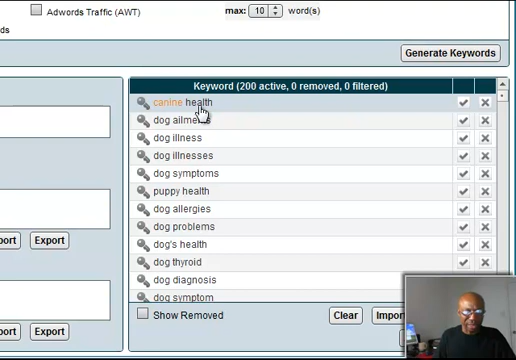 Adwords Traffic (AWT)
max: 10 word(s)
ds
Generate Keywords
Keyword (200 active, 0 removed, 0 filtered)
canine health
dog ailments
dog illness
dog illnesses
dog symptoms
puppy health
dog allergies
dog problems
dog's health
dog thyroid
dog diagnosis
dog symptom
port Export
Show Removed Clear Impor
port Export